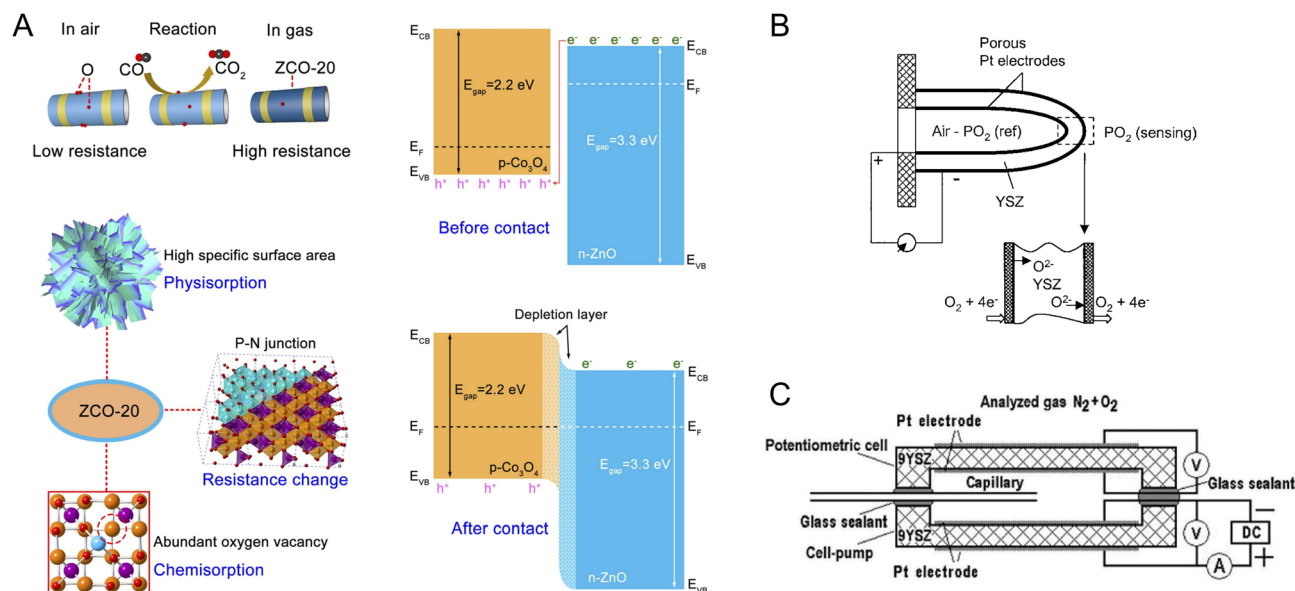 A
In air
Reaction
In gas
O
CO
CO2
ZCO-20
Low resistance
High resistance
High specific surface area
Physisorption
P-N junction
ZCO-20
Resistance change
Abundant oxygen vacancy
Chemisorption
ECB
Egap=2.2 eV
EF
p-Co3O4
EVB
h+ h+ h+ h+ h+ h+
Before contact
e- e- e- e- e- e-
ECB
EF
Egap=3.3 eV
n-ZnO
EVB
Depletion layer
ECB
Egap=2.2 eV
EF
p-Co3O4
EVB
h+ h+ h+
After contact
e- e- e-
ECB
EF
Egap=3.3 eV
n-ZnO
EVB
B
Porous
Pt electrodes
Air - PO2 (ref)
PO2 (sensing)
+
-
YSZ
O2-
YSZ
O2 + 4e-
O2-
O2 + 4e-
C
Analyzed gas N2+O2
Pt electrode
Potentiometric cell
9YSZ
Capillary
V
Glass sealant
Glass sealant
9YSZ
Cell-pump
Pt electrode
V
A
DC
−
+